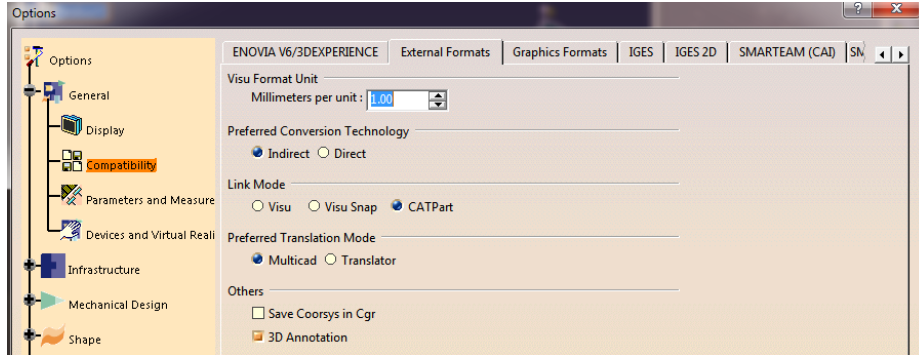 Options
Options
General
Display
Compatibility
Parameters and Measure
Devices and Virtual Reali
Infrastructure
Mechanical Design
Shape
ENOVIA V6/3DEXPERIENCE External Formats Graphics Formats IGES IGES 2D SMARTEAM (CAI) SM
Visu Format Unit
Millimeters per unit : 1.00
Preferred Conversion Technology
Indirect Direct
Link Mode
Visu Visu Snap CATPart
Preferred Translation Mode
Multicad Translator
Others
Save Coorsys in Cgr
3D Annotation